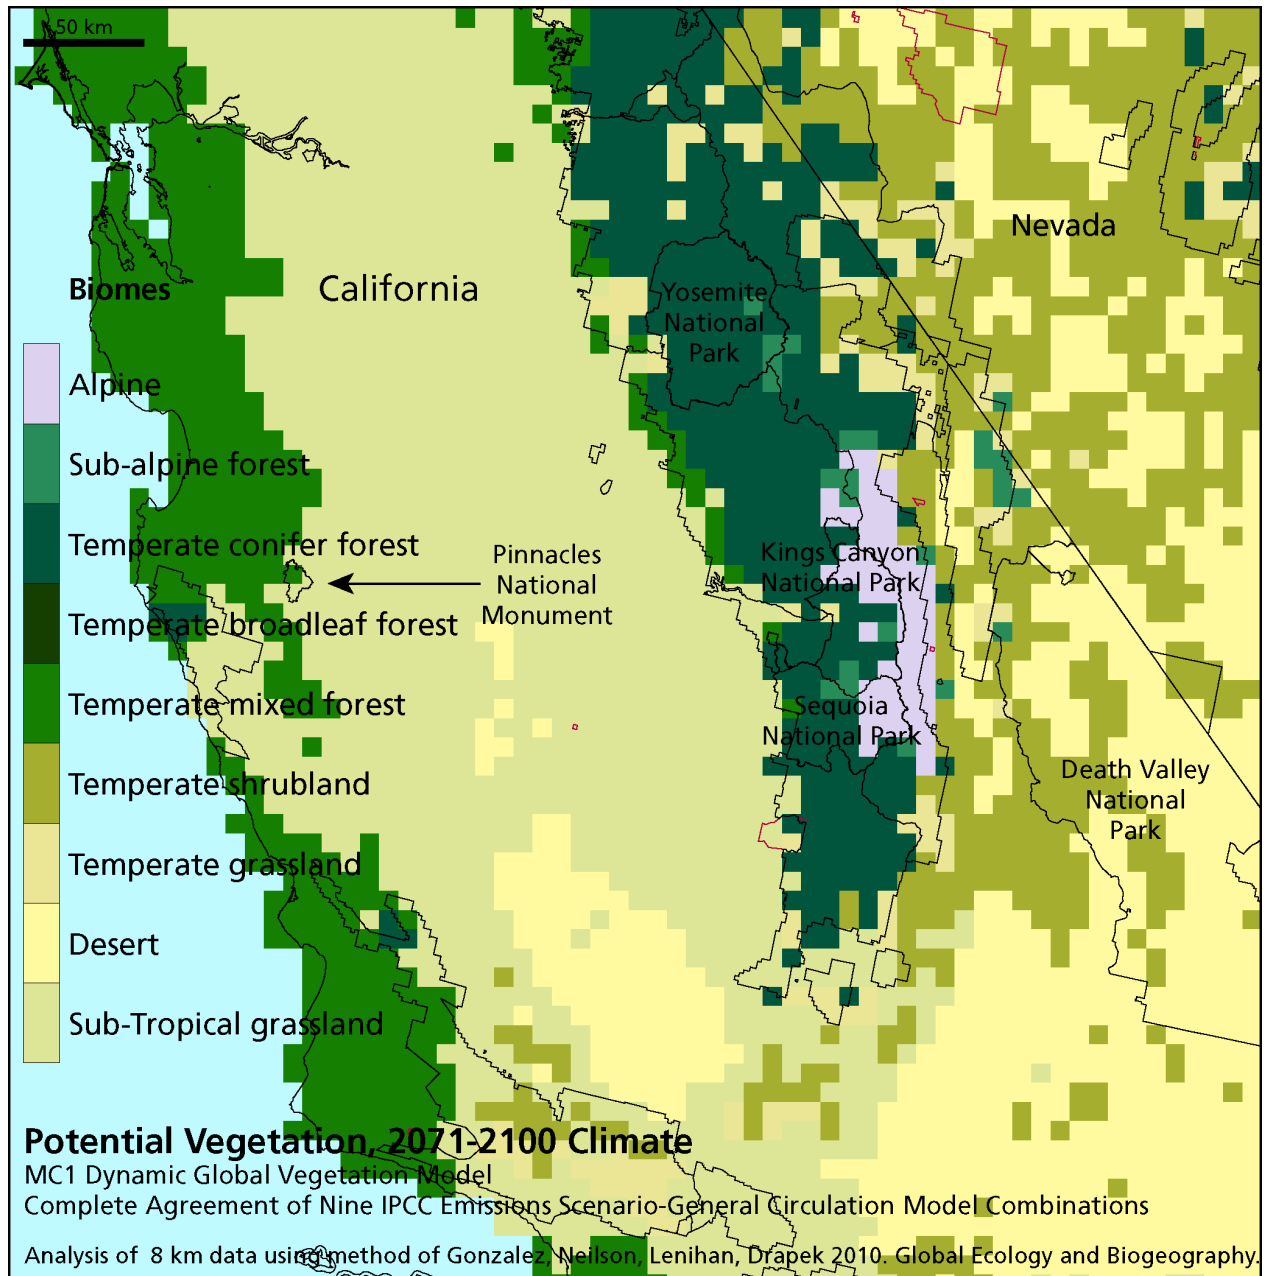 50 km
Nevada
California
Biomes
Yosemite
National
Park
Alpine
Sub-alpine forest
Temperate conifer forest
Temperate broadleaf forest
Temperate mixed forest
Temperate shrubland
Temperate grassland
Desert
Sub-Tropical grassland
Pinnacles
National
Monument
Kings Canyon
National Park
Sequoia
National Park
Death Valley
National
Park
Potential Vegetation, 2071-2100 Climate
MC1 Dynamic Global Vegetation Model
Complete Agreement of Nine IPCC Emissions Scenario-General Circulation Model Combinations
Analysis of 8 km data using method of Gonzalez, Neilson, Lenihan, Drapek 2010. Global Ecology and Biogeography.